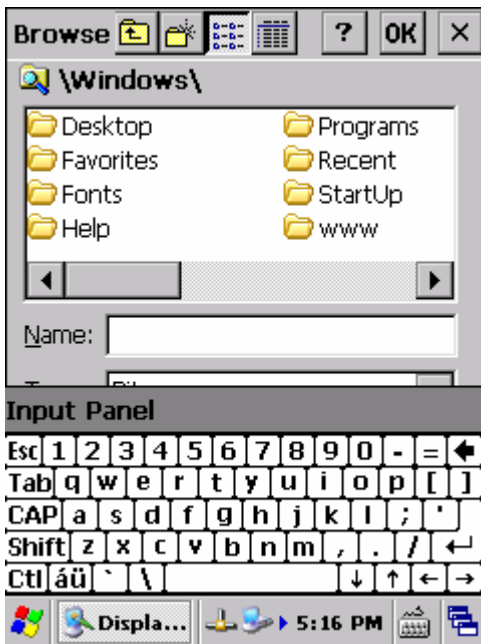 Browse ? OK ×
\Windows\
Desktop Programs
Favorites Recent
Fonts StartUp
Help www
Name:
Input Panel
Esc 1 2 3 4 5 6 7 8 9 0 - =
Tab q w e r t y u i o p [ ]
CAP a s d f g h j k l ; '
Shift z x c v b n m , . /
Ctl áü ` \
Displa... 5:16 PM